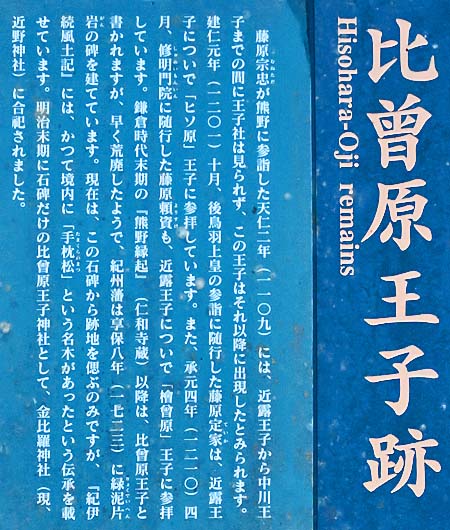 比曽原王子跡
Hisohara-Oji remains
藤原宗忠が熊野に参詣した天仁二年（一一〇九）には、近露王子から中川王
子までの間に王子社は見られず、この王子はそれ以降に出現したとみられます。
建仁元年（一二〇一）十月、後鳥羽上皇の参詣に随行した藤原定家は、近露王
子についで「ヒソ原」王子に参拝しています。また、承元四年（一二一〇）四
月、修明門院に随行した藤原頼資も、近露王子についで「檜曽原」王子に参拝
しています。鎌倉時代末期の『熊野縁起』（仁和寺蔵）以降は、比曽原王子と
書かれますが、早く荒廃したようで、紀州藩は享保八年（一七二三）に緑泥片
岩の碑を建てています。現在は、この石碑から跡地を偲ぶのみですが、『紀伊
続風土記』には、かつて境内に「手枕松」という名木があったという伝承を載
せています。明治末期に石碑だけの比曽原王子神社として、金比羅神社（現、
近野神社）に合祀されました。